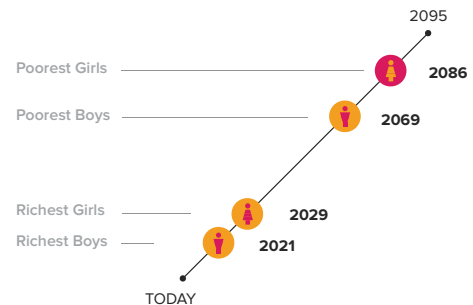 2095
Poorest Girls 2086
Poorest Boys 2069
Richest Girls 2029
Richest Boys 2021
TODAY